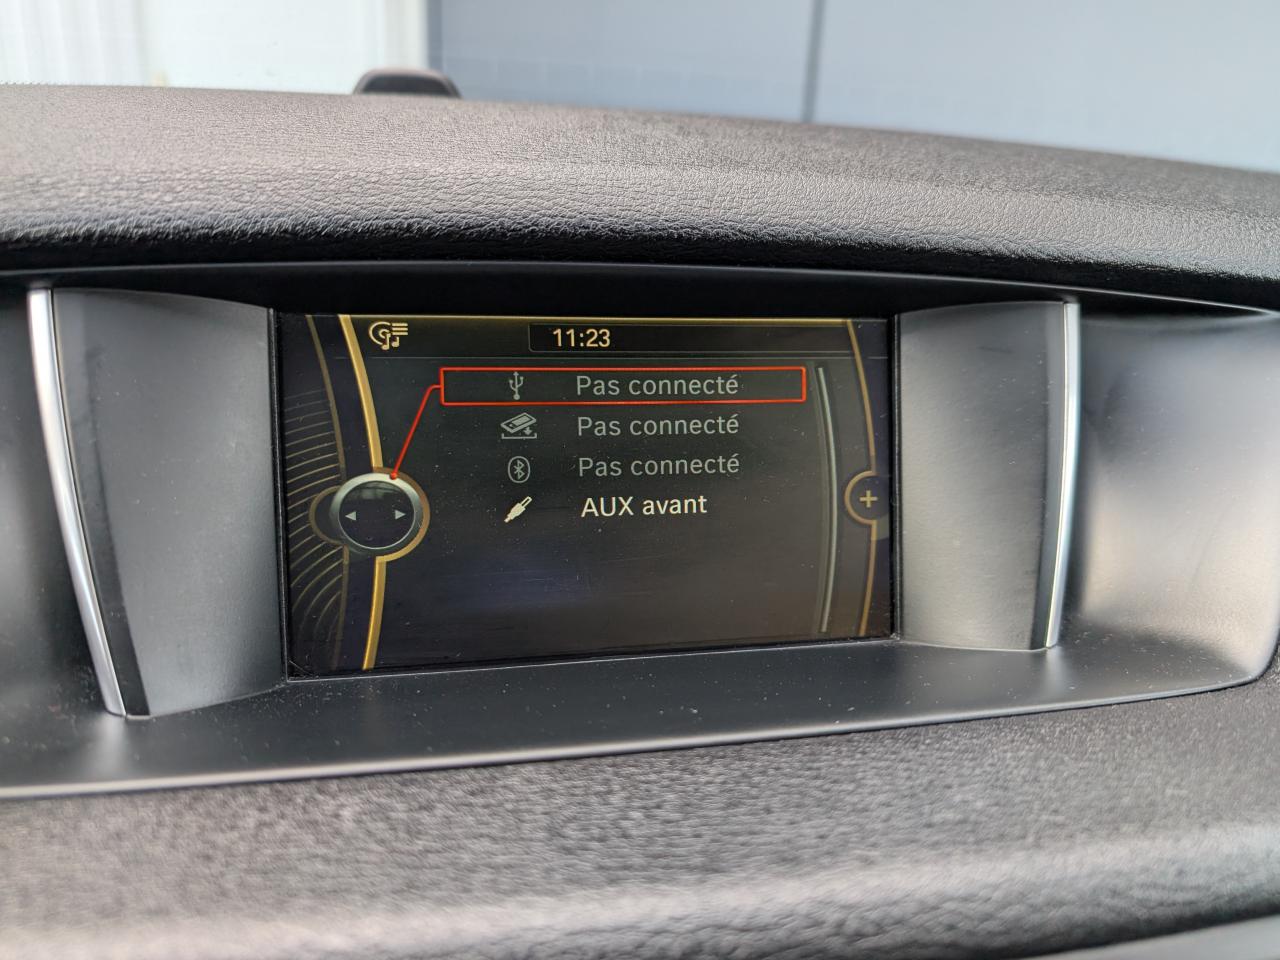 11:23
Pas connecté
Pas connecté
Pas connecté
AUX avant